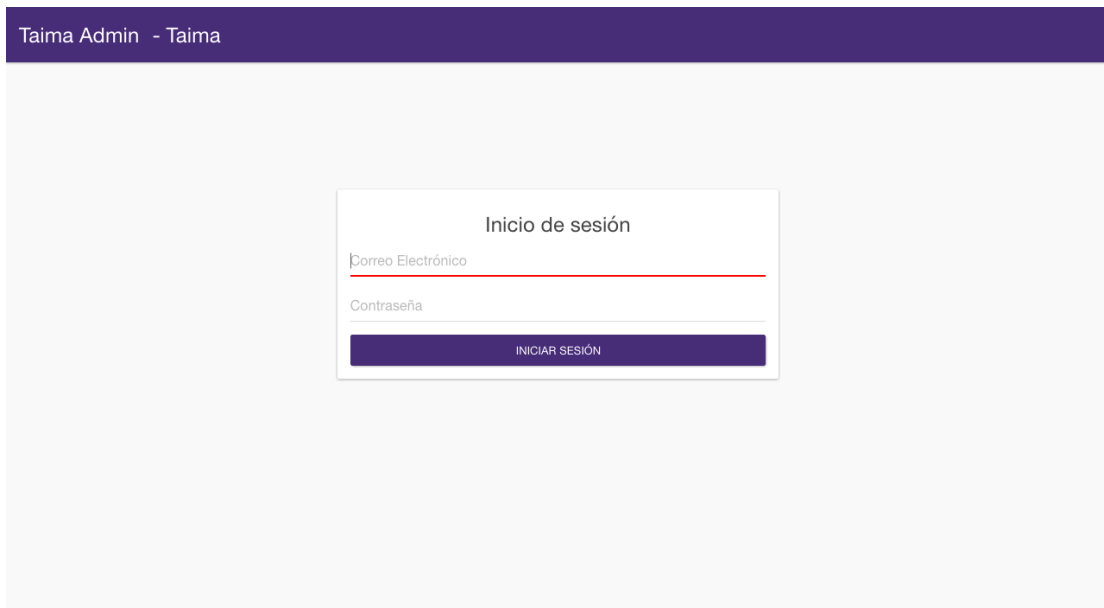 Taima Admin - Taima
Inicio de sesión
Correo Electrónico
Contraseña
INICIAR SESIÓN